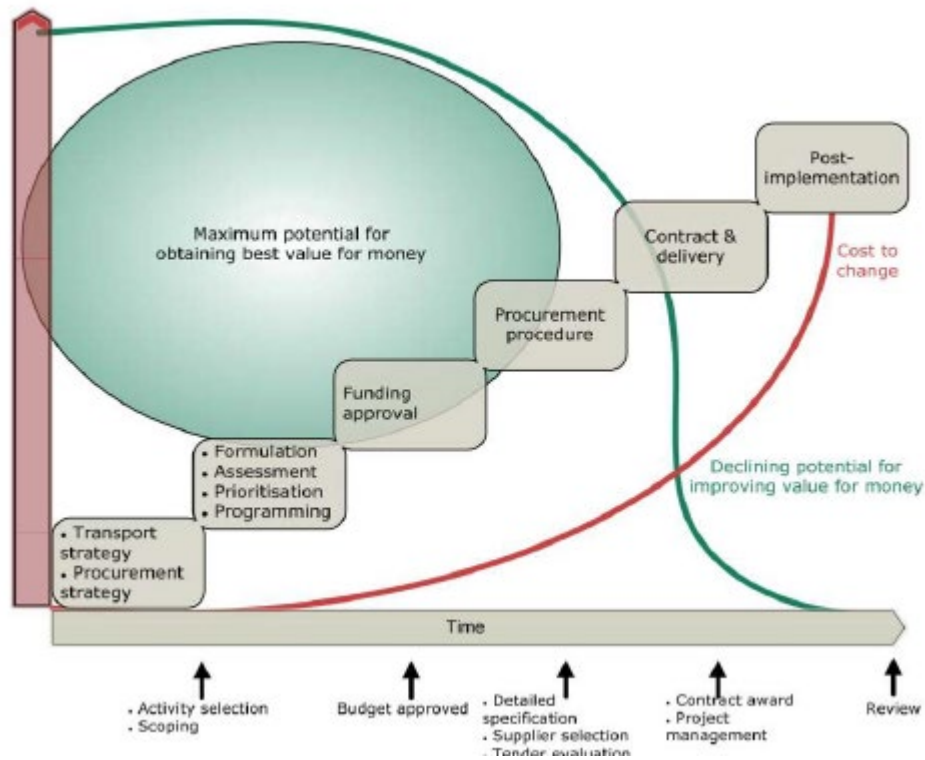 Maximum potential for
obtaining best value for money
Post-
implementation
Contract &
delivery
Cost to
change
Procurement
procedure
Funding
approval
• Formulation
• Assessment
• Prioritisation
• Programming
Declining potential for
improving value for money
• Transport
strategy
• Procurement
strategy
Time
• Activity selection
• Scoping
Budget approved
• Detailed
specification
• Supplier selection
• Tender evaluation
• Contract award
• Project
management
Review